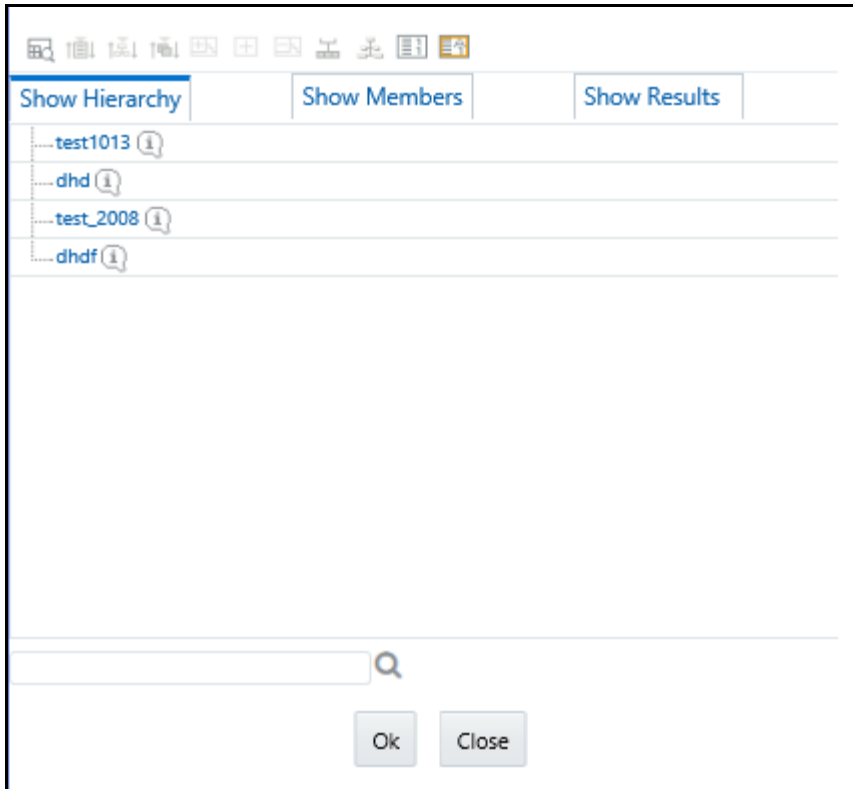 Show Hierarchy Show Members Show Results
test1013
dhd
test_2008
dhdf
Ok Close